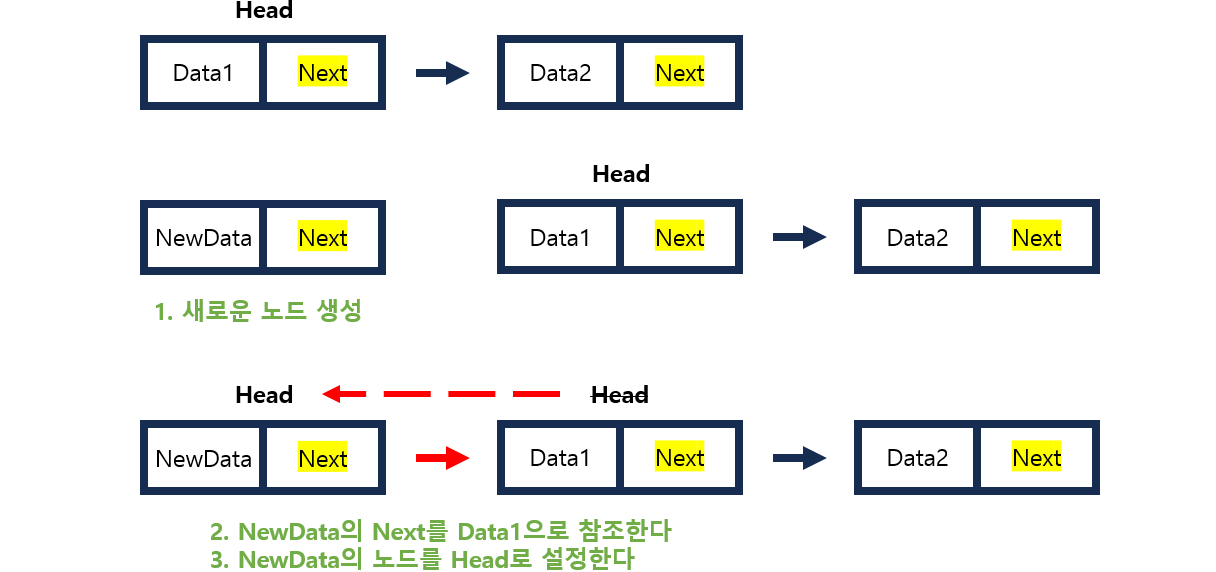 Head
Data1 Next Data2 Next
Head
NewData Next Data1 Next Data2 Next
1. 새로운 노드 생성
Head Head
NewData Next Data1 Next Data2 Next
2. NewData의 Next를 Data1으로 참조한다
3. NewData의 노드를 Head로 설정한다